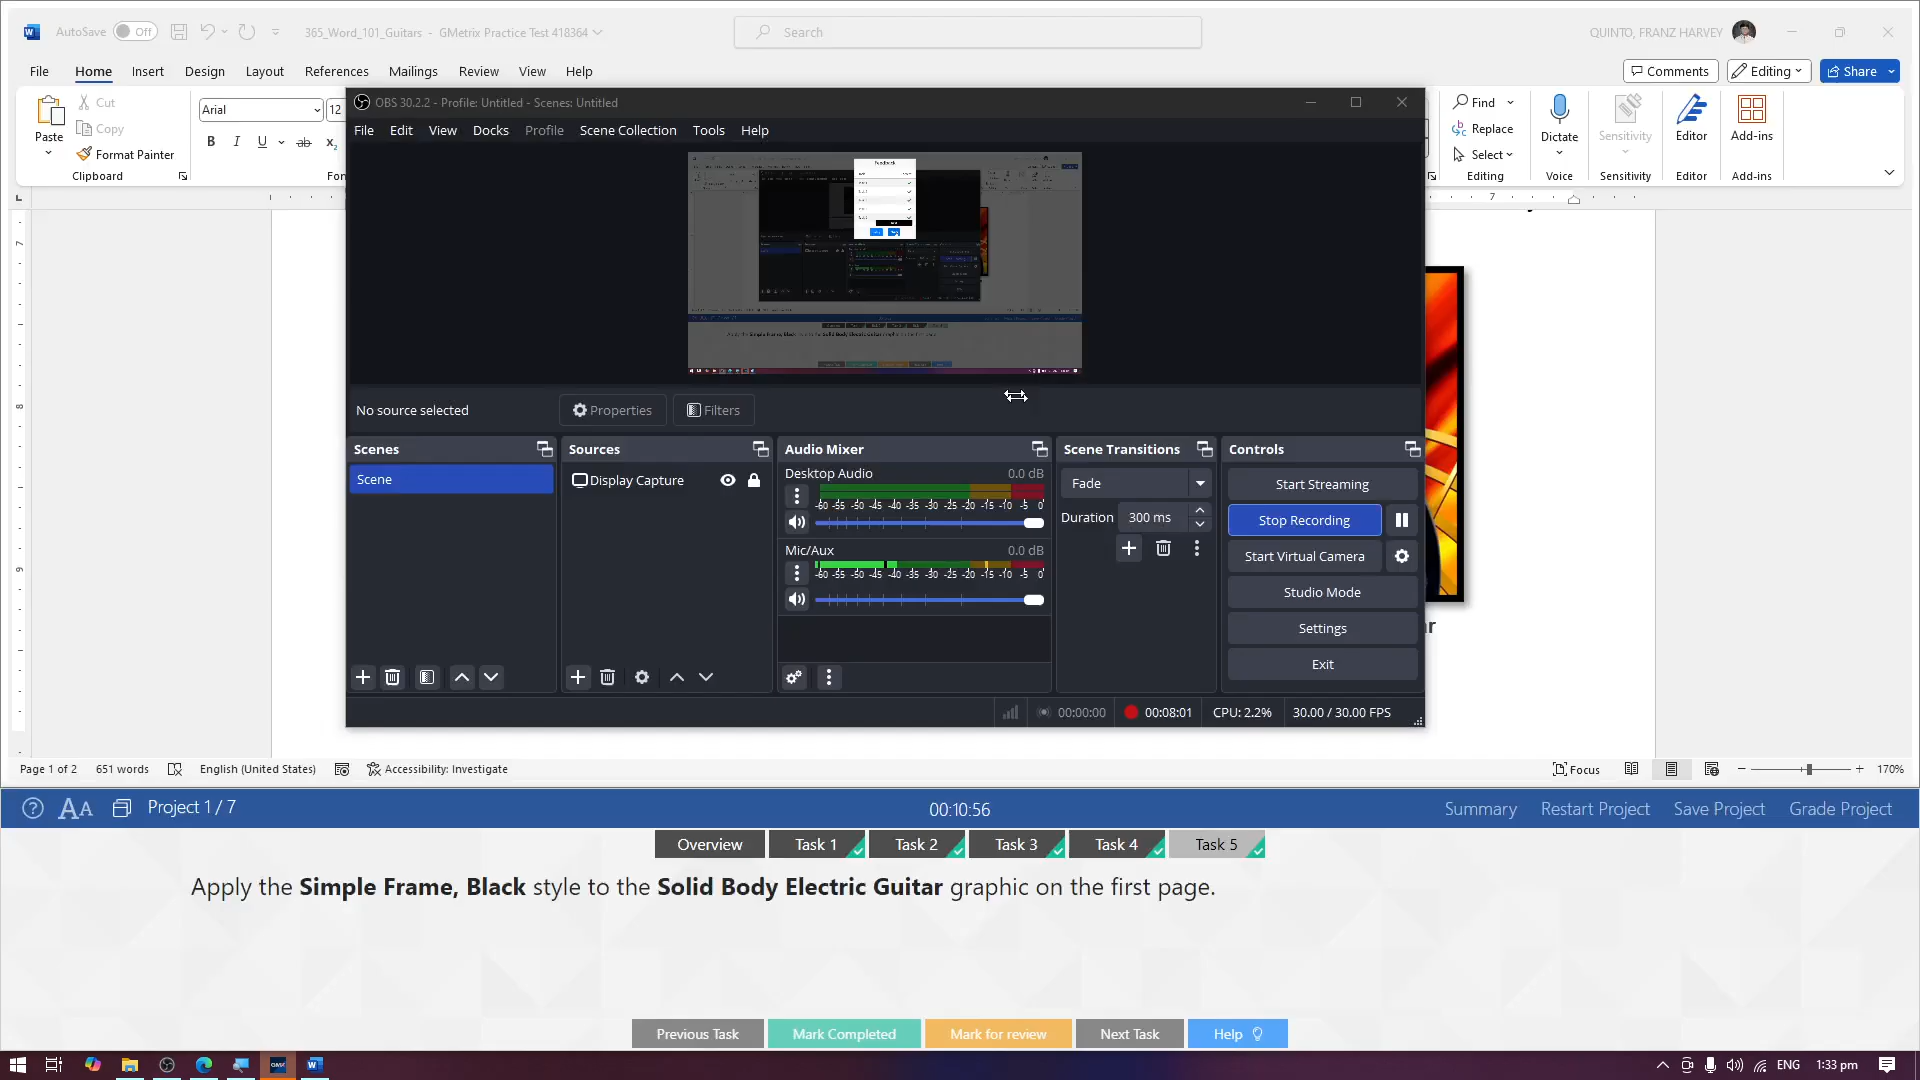 AutoSave Off 365_Word_101_Guitars - GMetrix Practice Test 418364 Search QUINTO, FRANZ HARVEY
File Home Insert Design Layout References Mailings Review View Help Comments Editing Share
Paste
Cut
Copy
Format Painter
Clipboard
Arial 12
B I U ab x₂
Fon
Find
Replace
Select
Editing
Dictate
Voice
Sensitivity
Sensitivity
Editor
Editor
Add-ins
Add-ins
OBS 30.2.2 - Profile: Untitled - Scenes: Untitled
File Edit View Docks Profile Scene Collection Tools Help
Feedback
No source selected Properties Filters
Scenes
Scene
Sources
Display Capture
Audio Mixer
Desktop Audio 0.0 dB
-60 -55 -50 -45 -40 -35 -30 -25 -20 -15 -10 -5 0
Mic/Aux 0.0 dB
-60 -55 -50 -45 -40 -35 -30 -25 -20 -15 -10 -5 0
Scene Transitions
Fade
Duration 300 ms
Controls
Start Streaming
Stop Recording
Start Virtual Camera
Studio Mode
Settings
Exit
00:00:00 00:08:01 CPU: 2.2% 30.00 / 30.00 FPS
7
7
8
9
Page 1 of 2 651 words English (United States) Accessibility: Investigate Focus 170%
Project 1 / 7 00:10:56 Summary Restart Project Save Project Grade Project
Overview Task 1 Task 2 Task 3 Task 4 Task 5
Apply the Simple Frame, Black style to the Solid Body Electric Guitar graphic on the first page.
Previous Task Mark Completed Mark for review Next Task Help
GMX ENG 1:33 pm